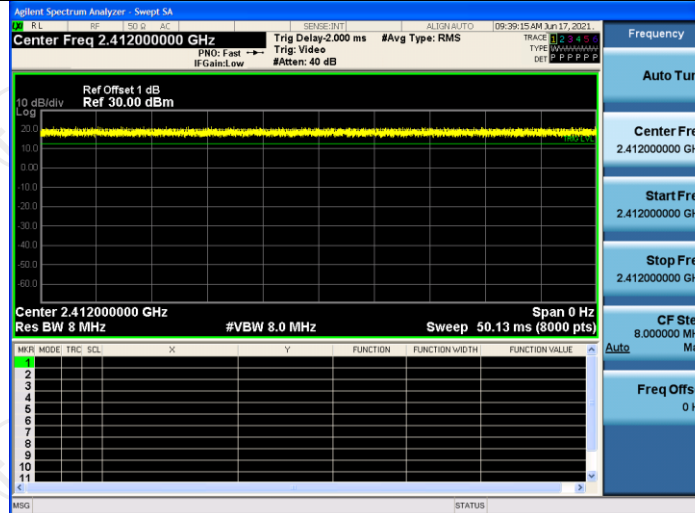 Agilent Spectrum Analyzer - Swept SA
RL RF 50 Ω AC SENSE:INT ALIGN AUTO 09:39:15 AM Jun 17, 2021
Center Freq 2.412000000 GHz
PNO: Fast
IFGain:Low
Trig Delay-2.000 ms
Trig: Video
#Atten: 40 dB
#Avg Type: RMS
TRACE 1 2 3 4 5 6
TYPE WWWWWW
DET P P P P P P
Ref Offset 1 dB
10 dB/div Ref 30.00 dBm
Log
20.0
10.0
0.00
-10.0
-20.0
-30.0
-40.0
-50.0
-60.0
TRIG LVL
Center 2.412000000 GHz Span 0 Hz
Res BW 8 MHz #VBW 8.0 MHz Sweep 50.13 ms (8000 pts)
MKR MODE TRC SCL X Y FUNCTION FUNCTION WIDTH FUNCTION VALUE
1
2
3
4
5
6
7
8
9
10
11
MSG STATUS
Frequency
Auto Tun
Center Fre
2.412000000 GH
Start Fre
2.412000000 GH
Stop Fre
2.412000000 GH
CF Ste
8.000000 MH
Auto Ma
Freq Offs
0 H